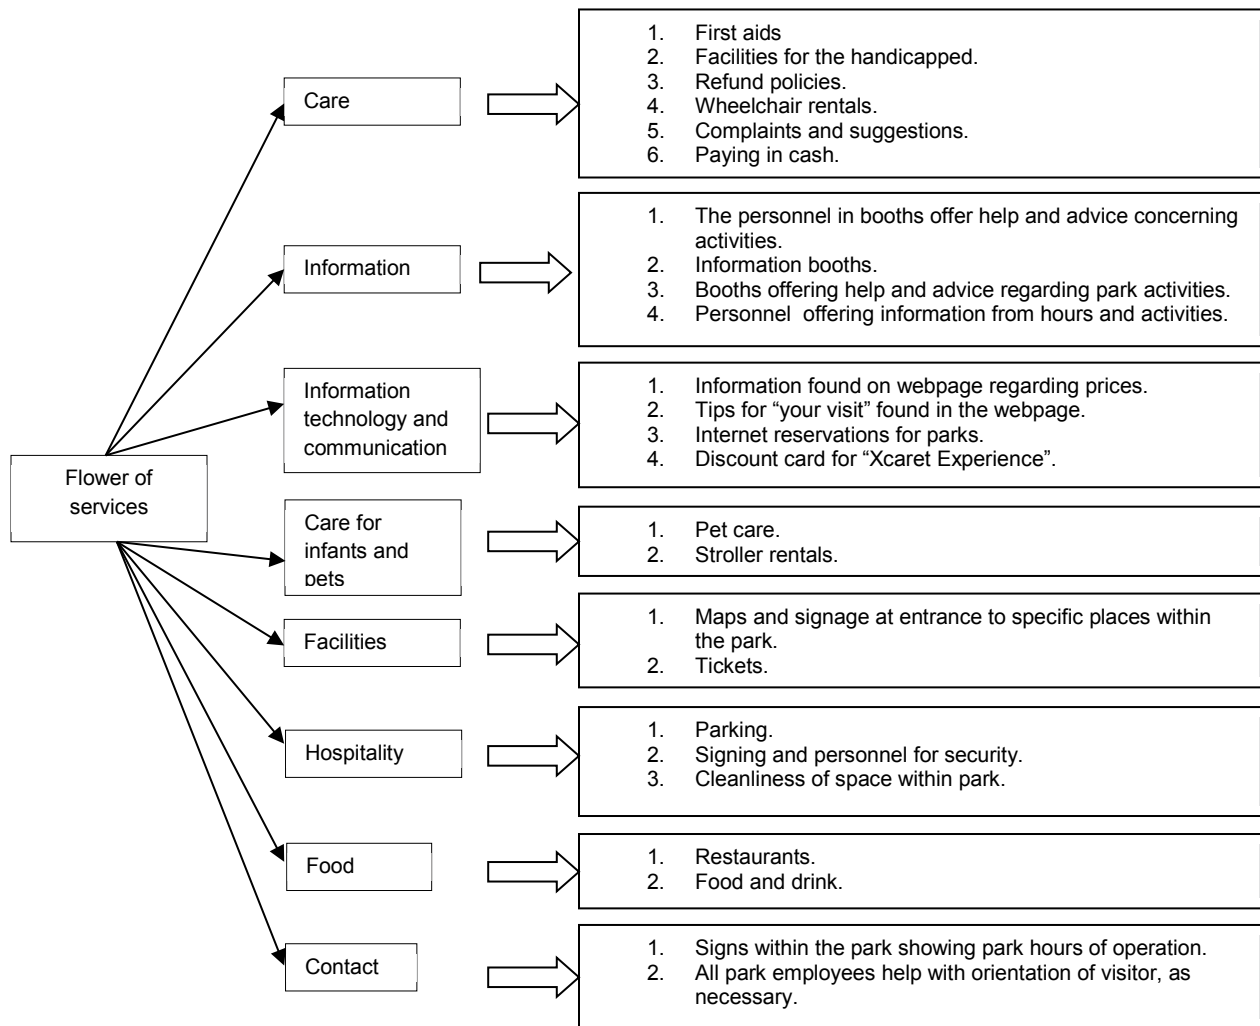 Flower of
services
Care
1. First aids
2. Facilities for the handicapped.
3. Refund policies.
4. Wheelchair rentals.
5. Complaints and suggestions.
6. Paying in cash.
Information
1. The personnel in booths offer help and advice concerning
activities.
2. Information booths.
3. Booths offering help and advice regarding park activities.
4. Personnel offering information from hours and activities.
Information
technology and
communication
1. Information found on webpage regarding prices.
2. Tips for “your visit” found in the webpage.
3. Internet reservations for parks.
4. Discount card for “Xcaret Experience”.
Care for
infants and
pets
1. Pet care.
2. Stroller rentals.
Facilities
1. Maps and signage at entrance to specific places within
the park.
2. Tickets.
Hospitality
1. Parking.
2. Signing and personnel for security.
3. Cleanliness of space within park.
Food
1. Restaurants.
2. Food and drink.
Contact
1. Signs within the park showing park hours of operation.
2. All park employees help with orientation of visitor, as
necessary.